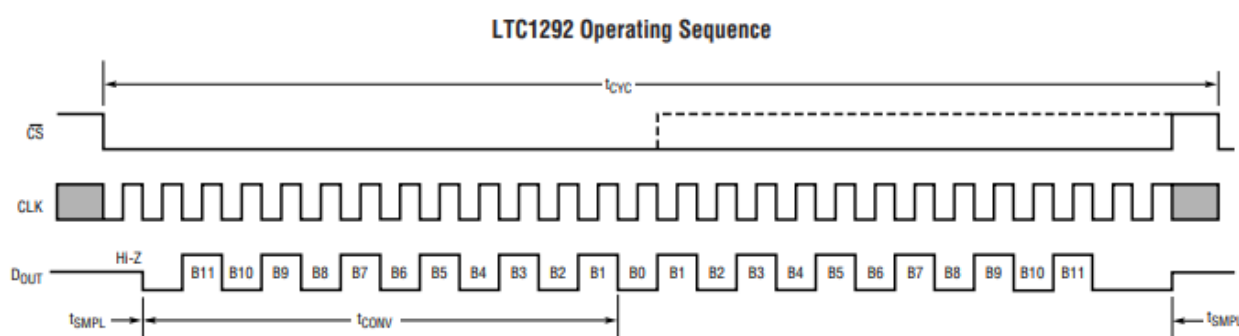 LTC1292 Operating Sequence
tCYC
CS
CLK
Hi-Z
DOUT
B11 B10 B9 B8 B7 B6 B5 B4 B3 B2 B1 B0 B1 B2 B3 B4 B5 B6 B7 B8 B9 B10 B11
tSMPL tCONV tSMPL